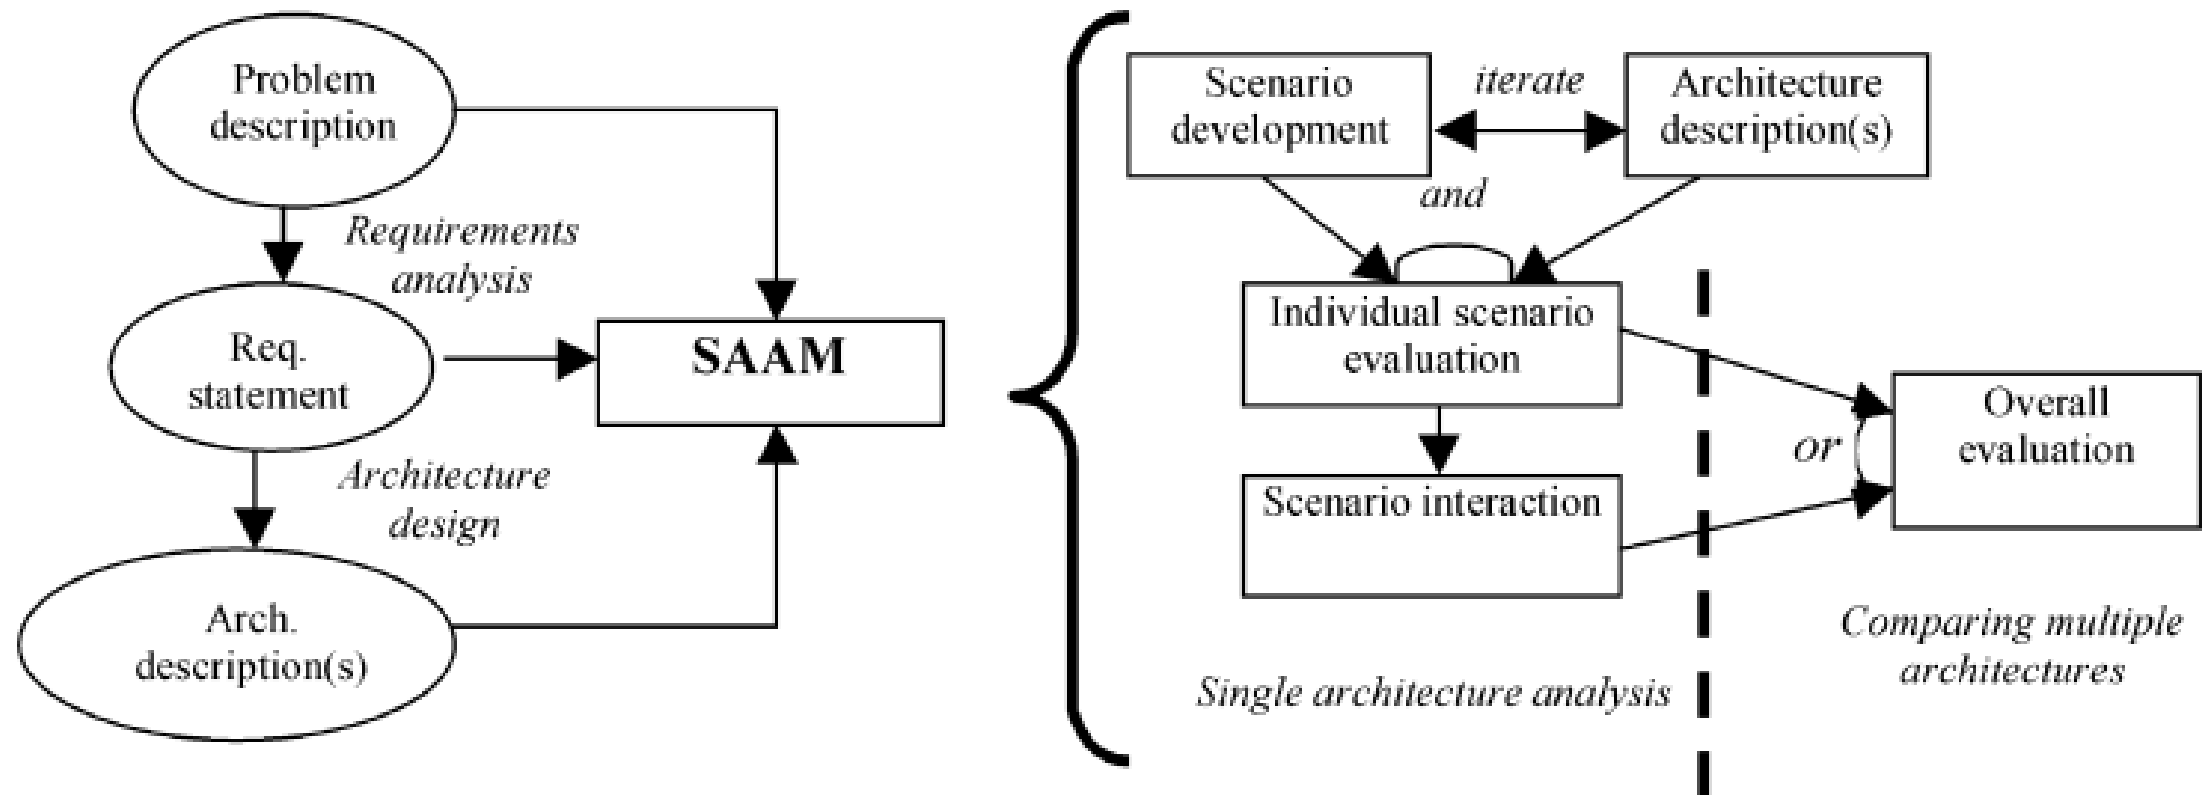 Problem
description
Requirements
analysis
Req.
statement
Architecture
design
Arch.
description(s)
SAAM
Scenario
development
iterate
Architecture
description(s)
and
Individual scenario
evaluation
Scenario interaction
or
Overall
evaluation
Single architecture analysis
Comparing multiple
architectures